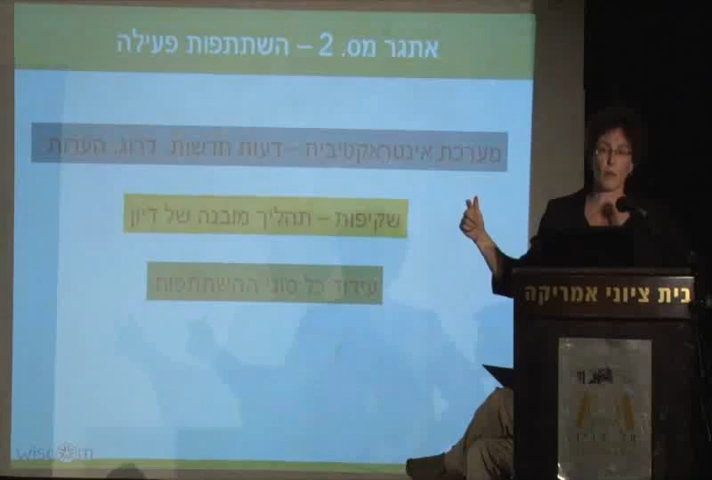 אתגר מס. 2 – השתתפות פעילה
מערכת אינטראקטיבית – דעות חדשות, דרוג, הערות
שקיפות – תהליך מובנה של דיון
עידוד כל סוגי ההשתתפות
בית ציוני אמריקה
wisdom